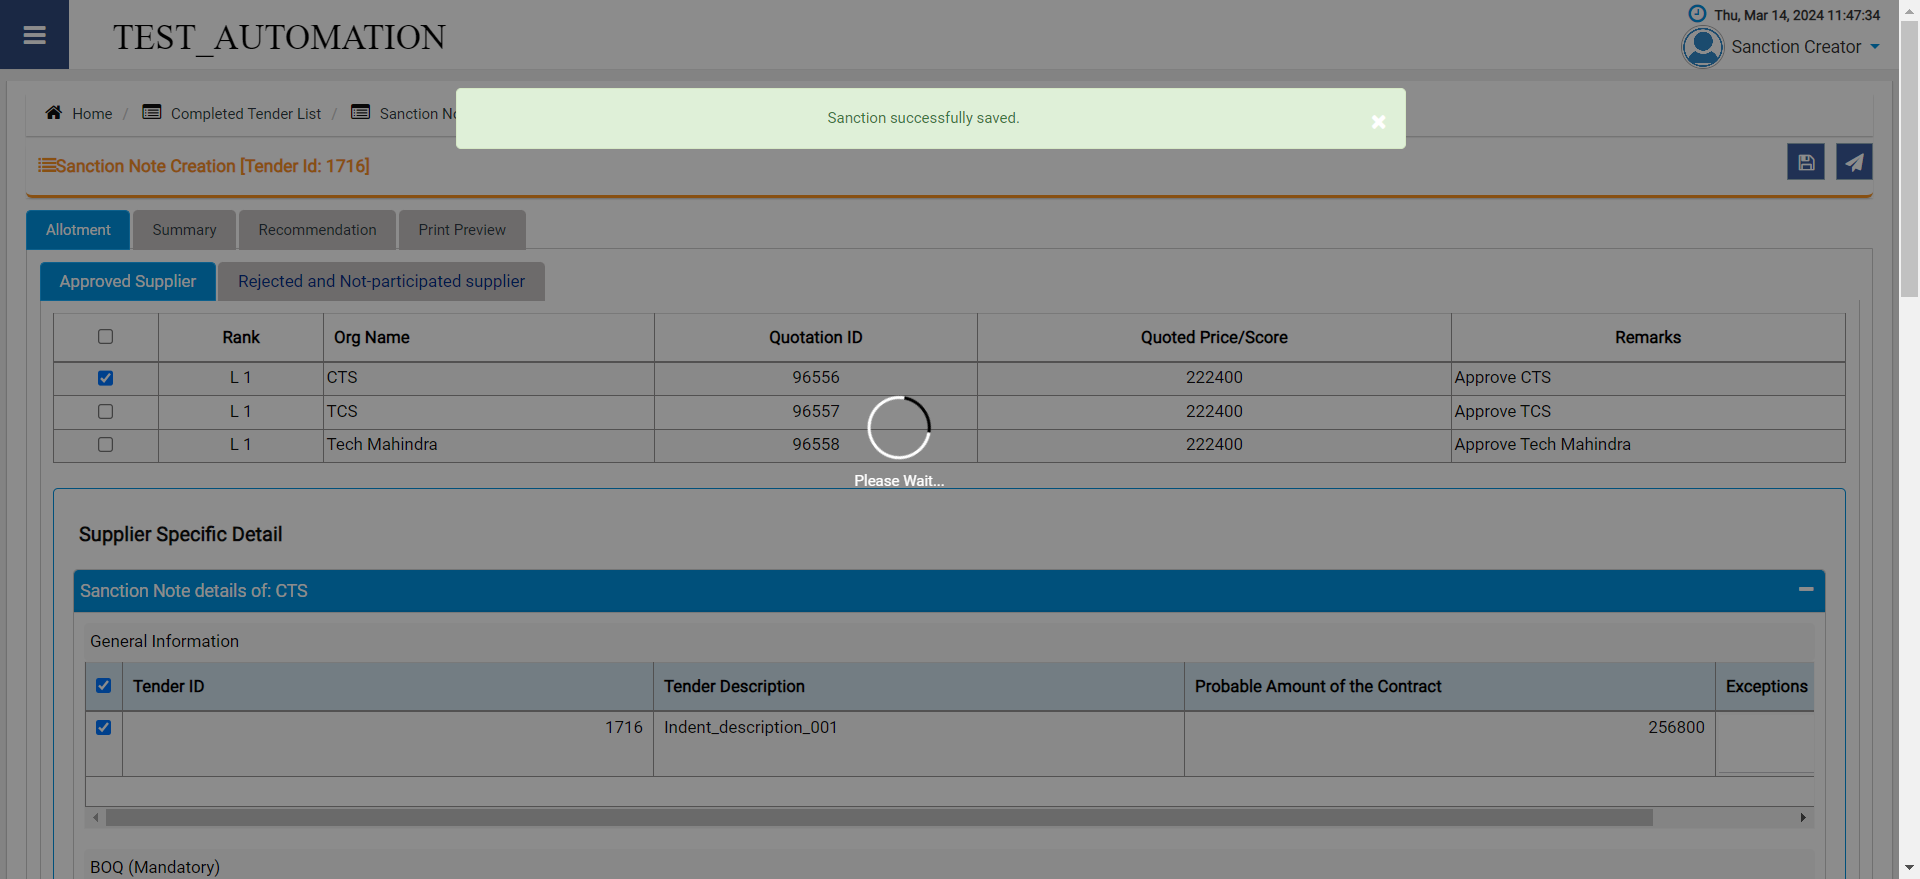 TEST_AUTOMATION
Thu, Mar 14, 2024 11:47:34
Sanction Creator
Home / Completed Tender List / Sanction No
Sanction successfully saved.
Sanction Note Creation [Tender Id: 1716]
Allotment Summary Recommendation Print Preview
Approved Supplier Rejected and Not-participated supplier
Rank Org Name Quotation ID Quoted Price/Score Remarks
L 1 CTS 96556 222400 Approve CTS
L 1 TCS 96557 222400 Approve TCS
L 1 Tech Mahindra 96558 222400 Approve Tech Mahindra
Please Wait...
Supplier Specific Detail
Sanction Note details of: CTS
General Information
Tender ID Tender Description Probable Amount of the Contract Exceptions
1716 Indent_description_001 256800
BOQ (Mandatory)